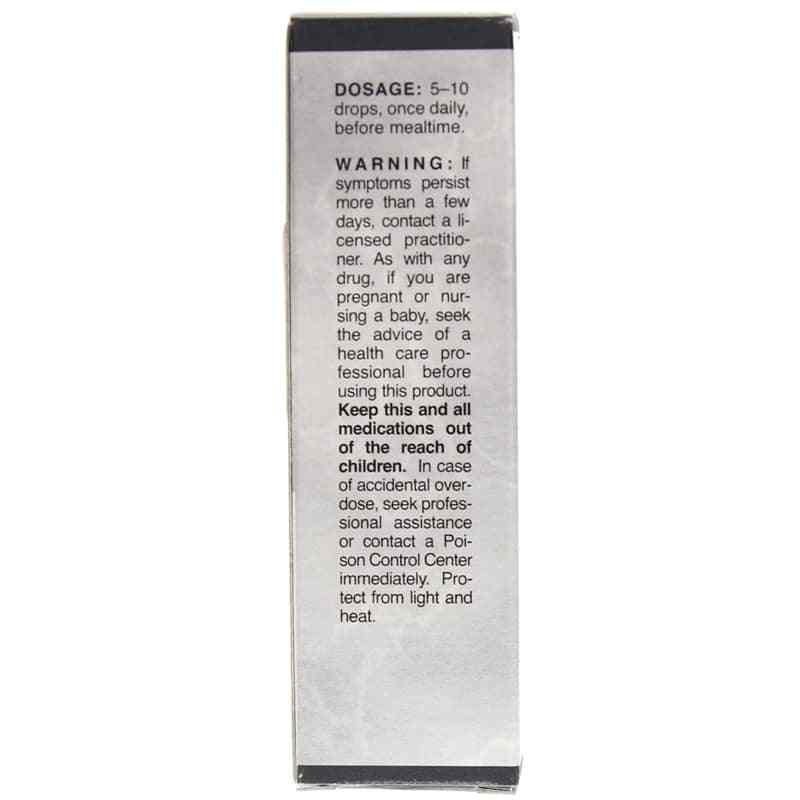 DOSAGE: 5–10
drops, once daily,
before mealtime.
WARNING: If
symptoms persist
more than a few
days, contact a li-
censed practitio-
ner. As with any
drug, if you are
pregnant or nur-
sing a baby, seek
the advice of a
health care pro-
fessional before
using this product.
Keep this and all
medications out
of the reach of
children. In case
of accidental over-
dose, seek profes-
sional assistance
or contact a Poi-
son Control Center
immediately. Pro-
tect from light and
heat.